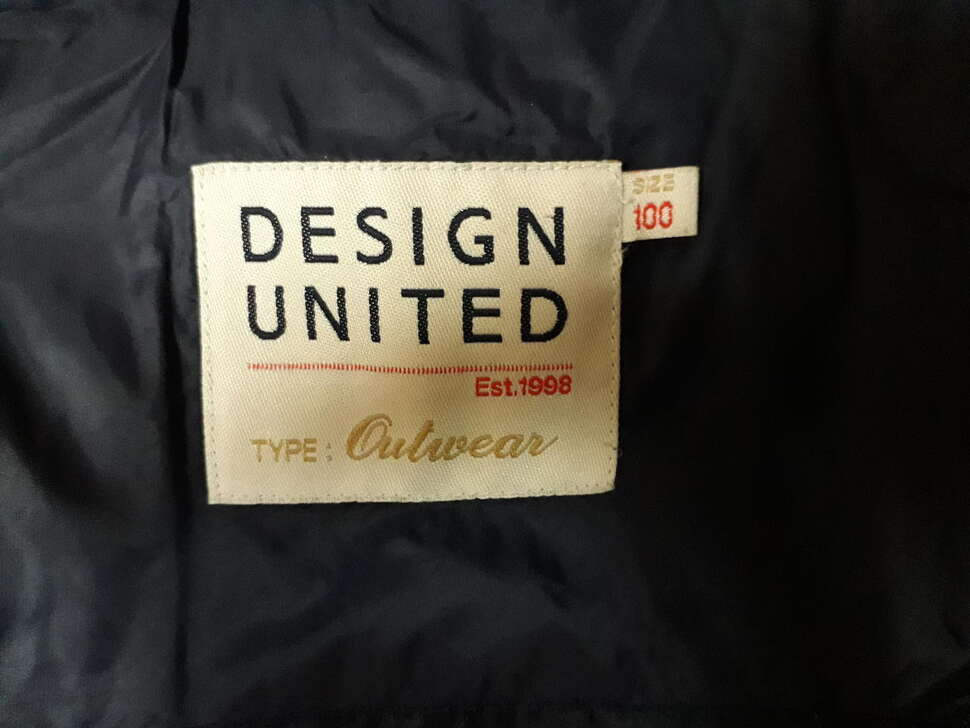 DESIGN
UNITED
Est.1998
TYPE : Outwear
SIZE
100